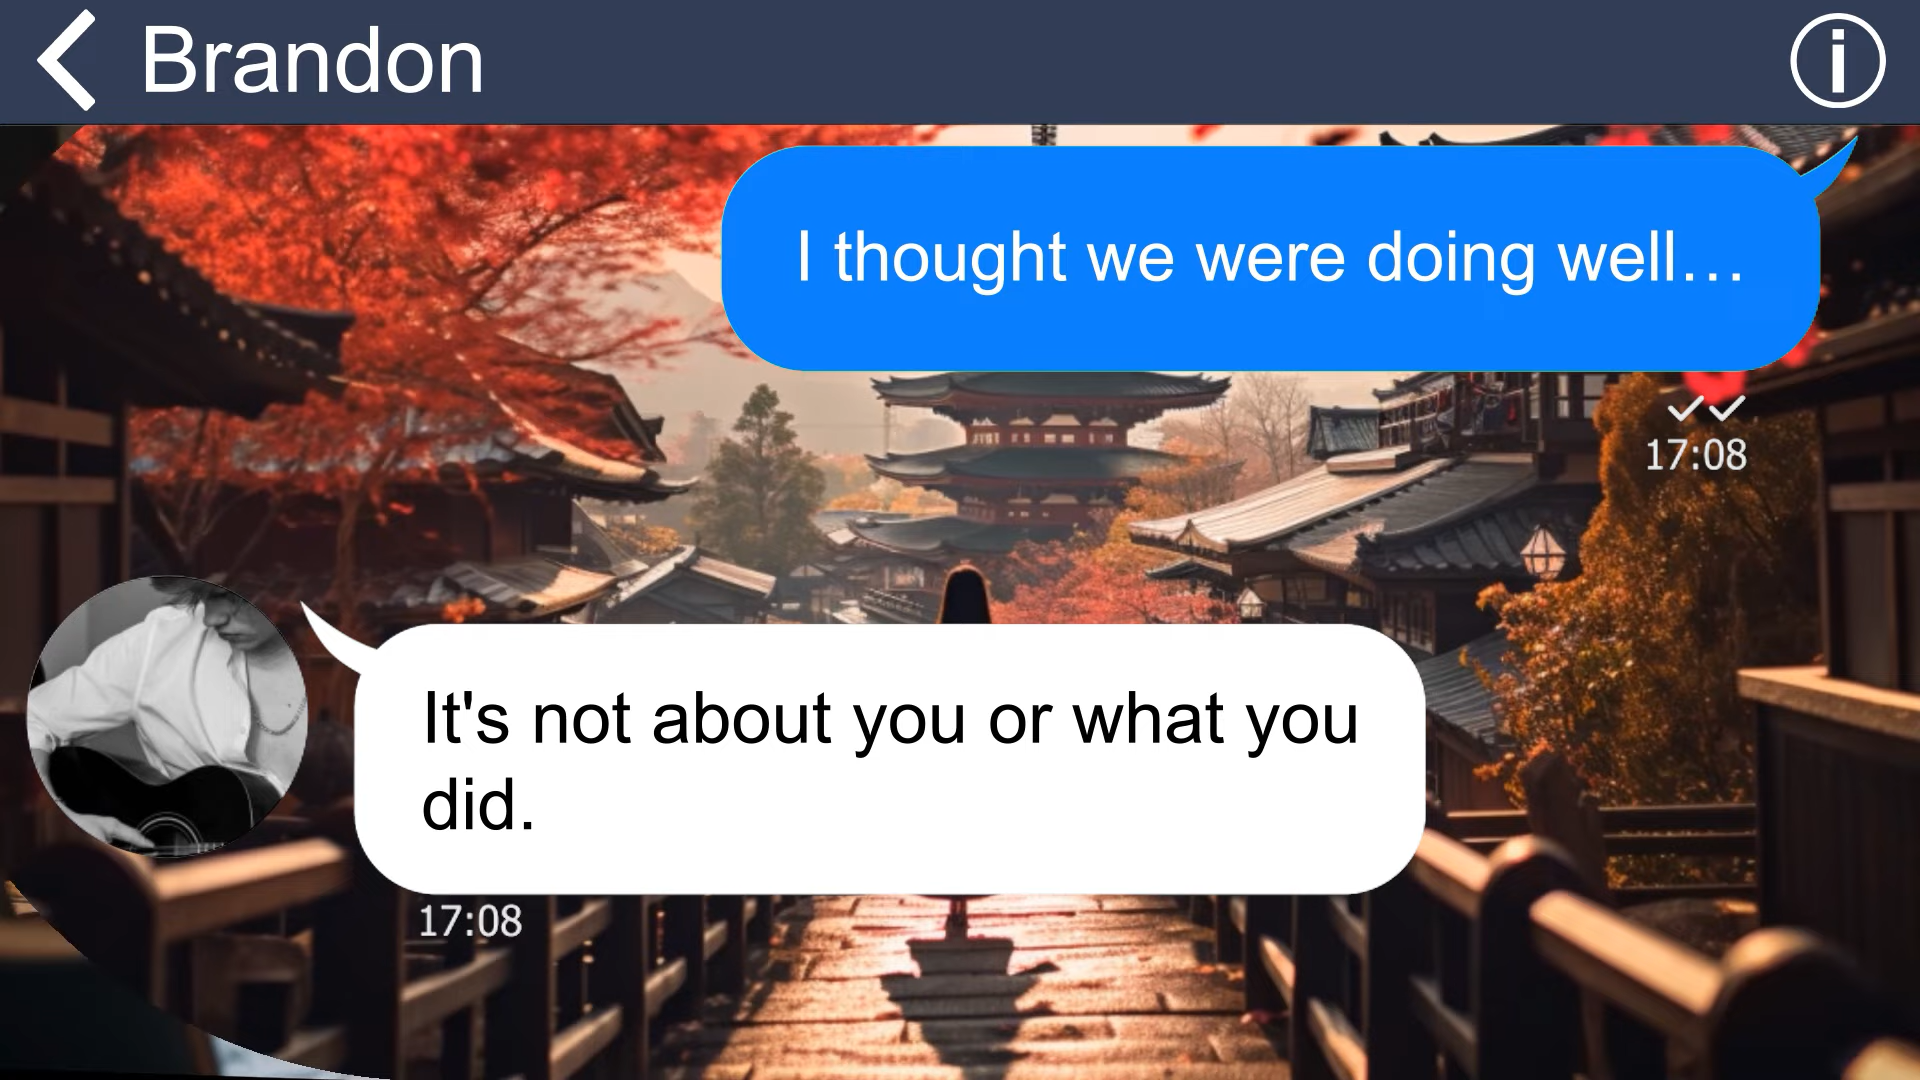 Brandon
I thought we were doing well…
17:08
It's not about you or what you
did.
17:08